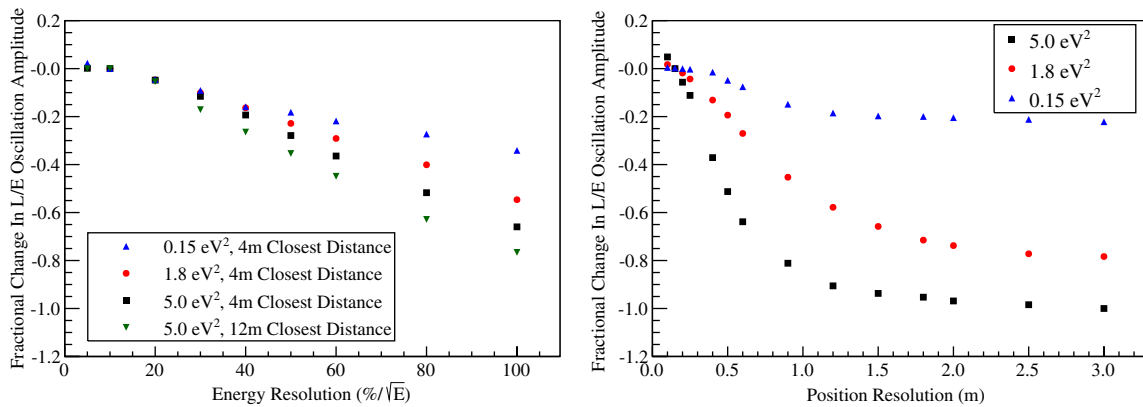 Fractional Change In L/E Oscillation Amplitude
0.4
0.2
-0.0
-0.2
-0.4
-0.6
-0.8
-1.0
-1.2
0.15 eV², 4m Closest Distance
1.8 eV², 4m Closest Distance
5.0 eV², 4m Closest Distance
5.0 eV², 12m Closest Distance
0 20 40 60 80 100
Energy Resolution (%/√E)
Fractional Change In L/E Oscillation Amplitude
0.2
-0.0
-0.2
-0.4
-0.6
-0.8
-1.0
-1.2
5.0 eV²
1.8 eV²
0.15 eV²
0.0 0.5 1.0 1.5 2.0 2.5 3.0
Position Resolution (m)